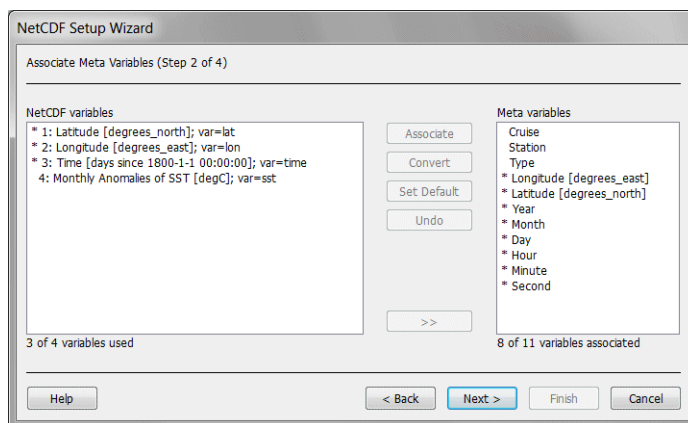 NetCDF Setup Wizard
Associate Meta Variables (Step 2 of 4)
NetCDF variables
* 1: Latitude [degrees_north]; var=lat
* 2: Longitude [degrees_east]; var=lon
* 3: Time [days since 1800-1-1 00:00:00]; var=time
4: Monthly Anomalies of SST [degC]; var=sst
3 of 4 variables used
Associate
Convert
Set Default
Undo
>>
Meta variables
Cruise
Station
Type
* Longitude [degrees_east]
* Latitude [degrees_north]
* Year
* Month
* Day
* Hour
* Minute
* Second
8 of 11 variables associated
Help
< Back
Next >
Finish
Cancel